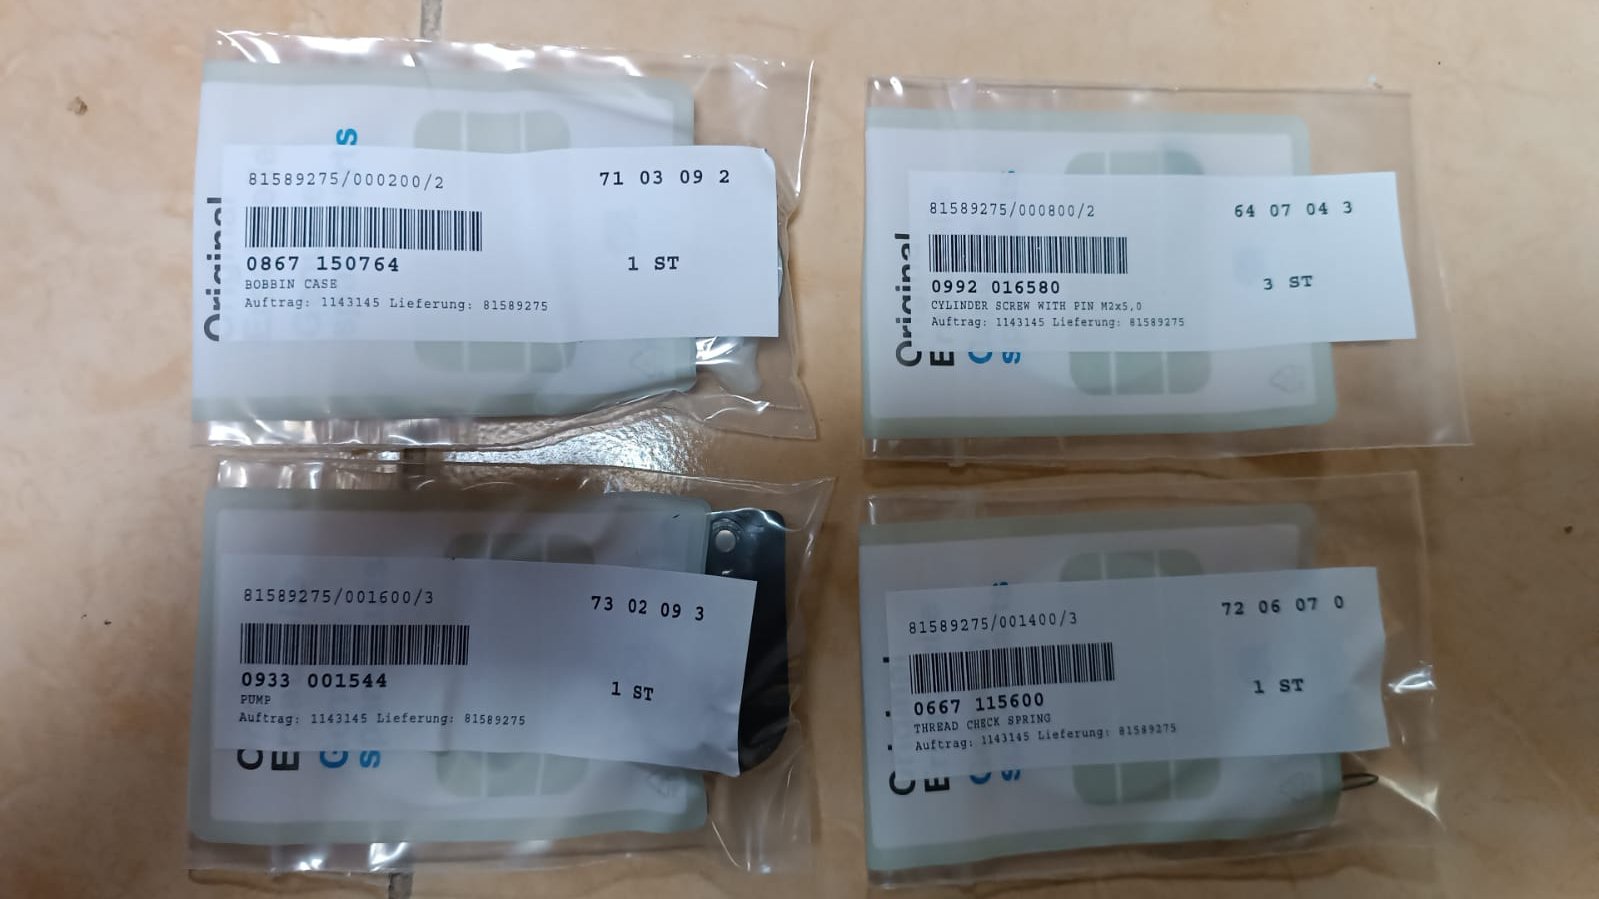 81589275/000200/2 71 03 09 2
0867 150764 1 ST
BOBBIN CASE
Auftrag: 1143145 Lieferung: 81589275
Original
81589275/000800/2 64 07 04 3
0992 016580 3 ST
CYLINDER SCREW WITH PIN M2x5,0
Auftrag: 1143145 Lieferung: 81589275
Original
81589275/001600/3 73 02 09 3
0933 001544 1 ST
PUMP
Auftrag: 1143145 Lieferung: 81589275
81589275/001400/3 72 06 07 0
0667 115600 1 ST
THREAD CHECK SPRING
Auftrag: 1143145 Lieferung: 81589275